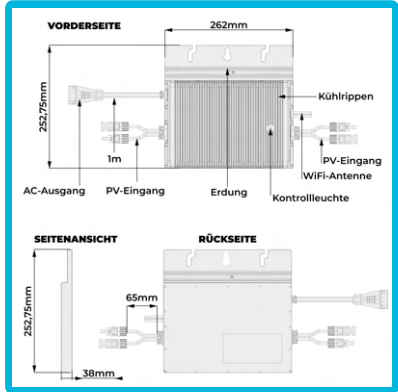 VORDERSEITE
262mm
252,75mm
Kühlrippen
1m
AC-Ausgang
PV-Eingang
Erdung
Kontrollleuchte
WiFi-Antenne
PV-Eingang
SEITENANSICHT
RÜCKSEITE
252,75mm
65mm
38mm